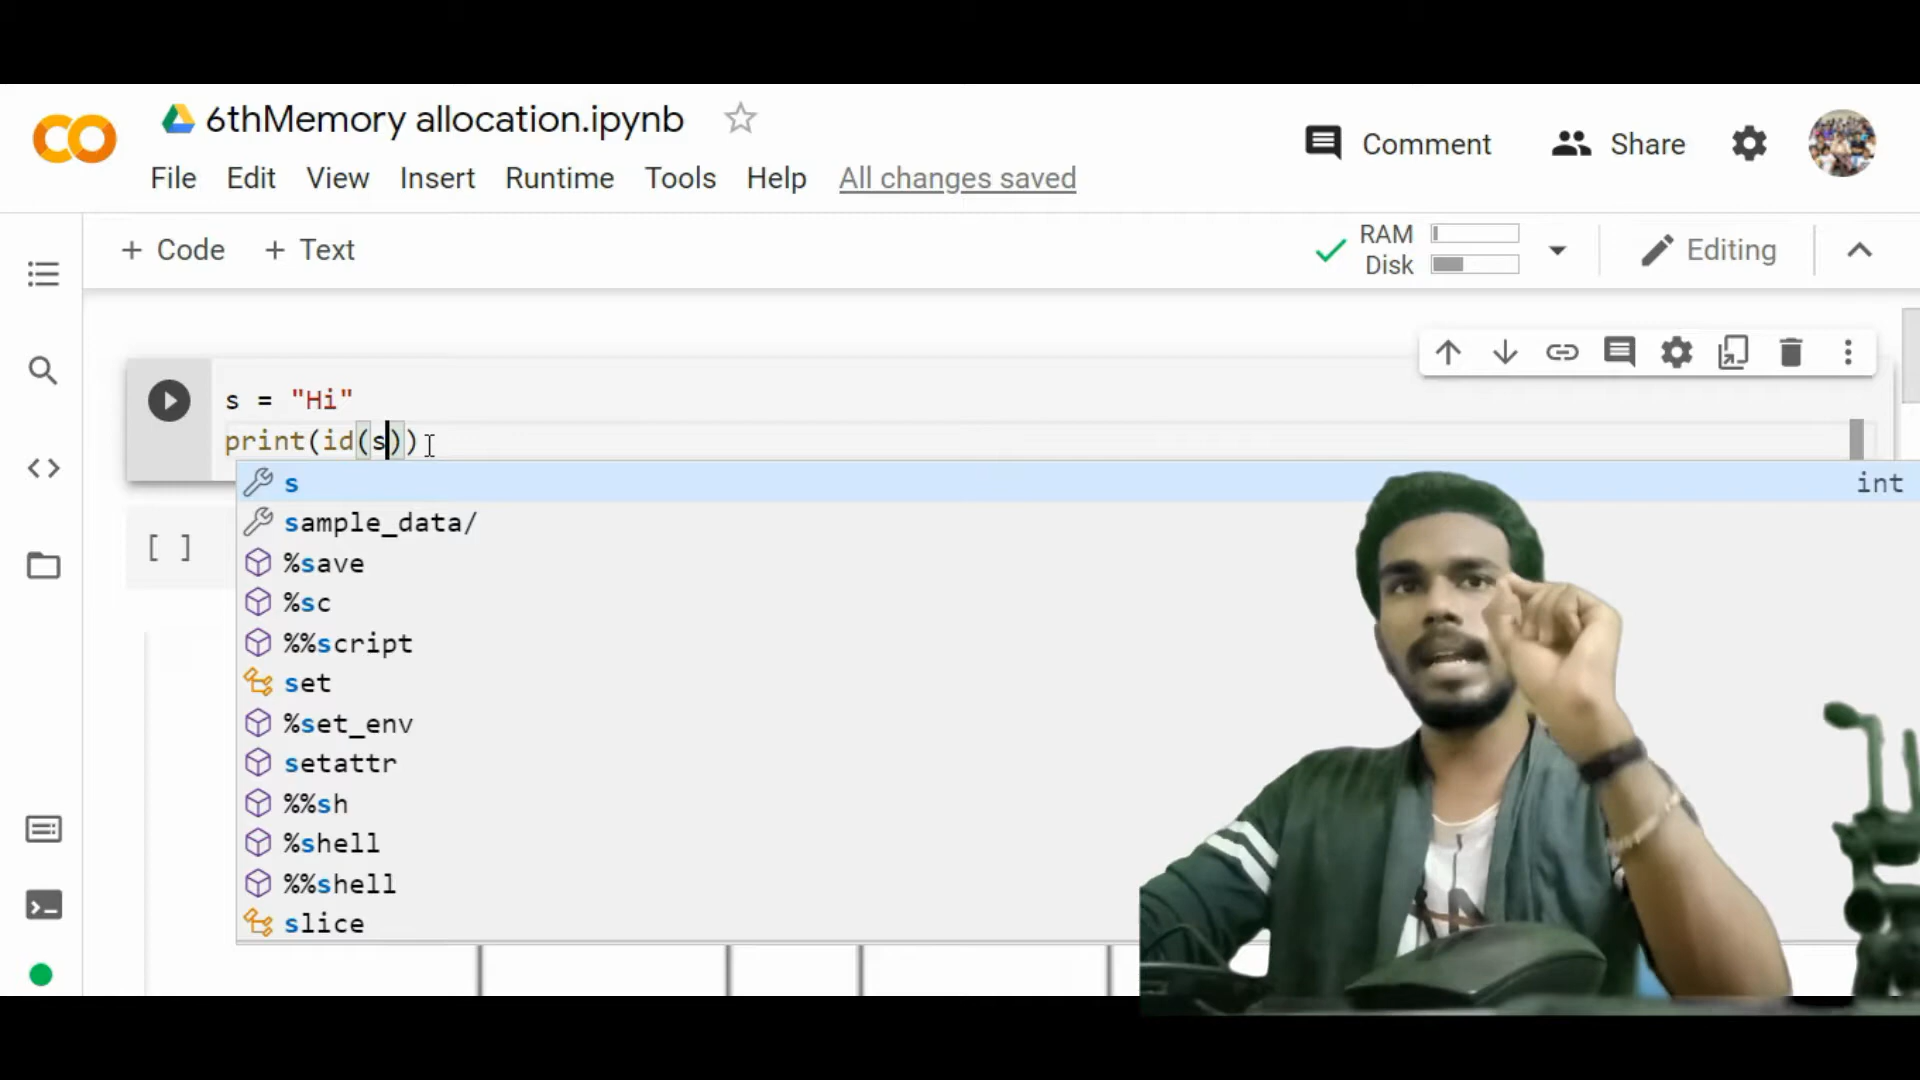 6thMemory allocation.ipynb
Comment Share
File Edit View Insert Runtime Tools Help All changes saved
+ Code + Text
RAM
Disk
Editing
s = "Hi"
print(id(s))
s int
sample_data/
%save
%sc
%%script
[ ]
set
%set_env
setattr
%%sh
%shell
%%shell
slice